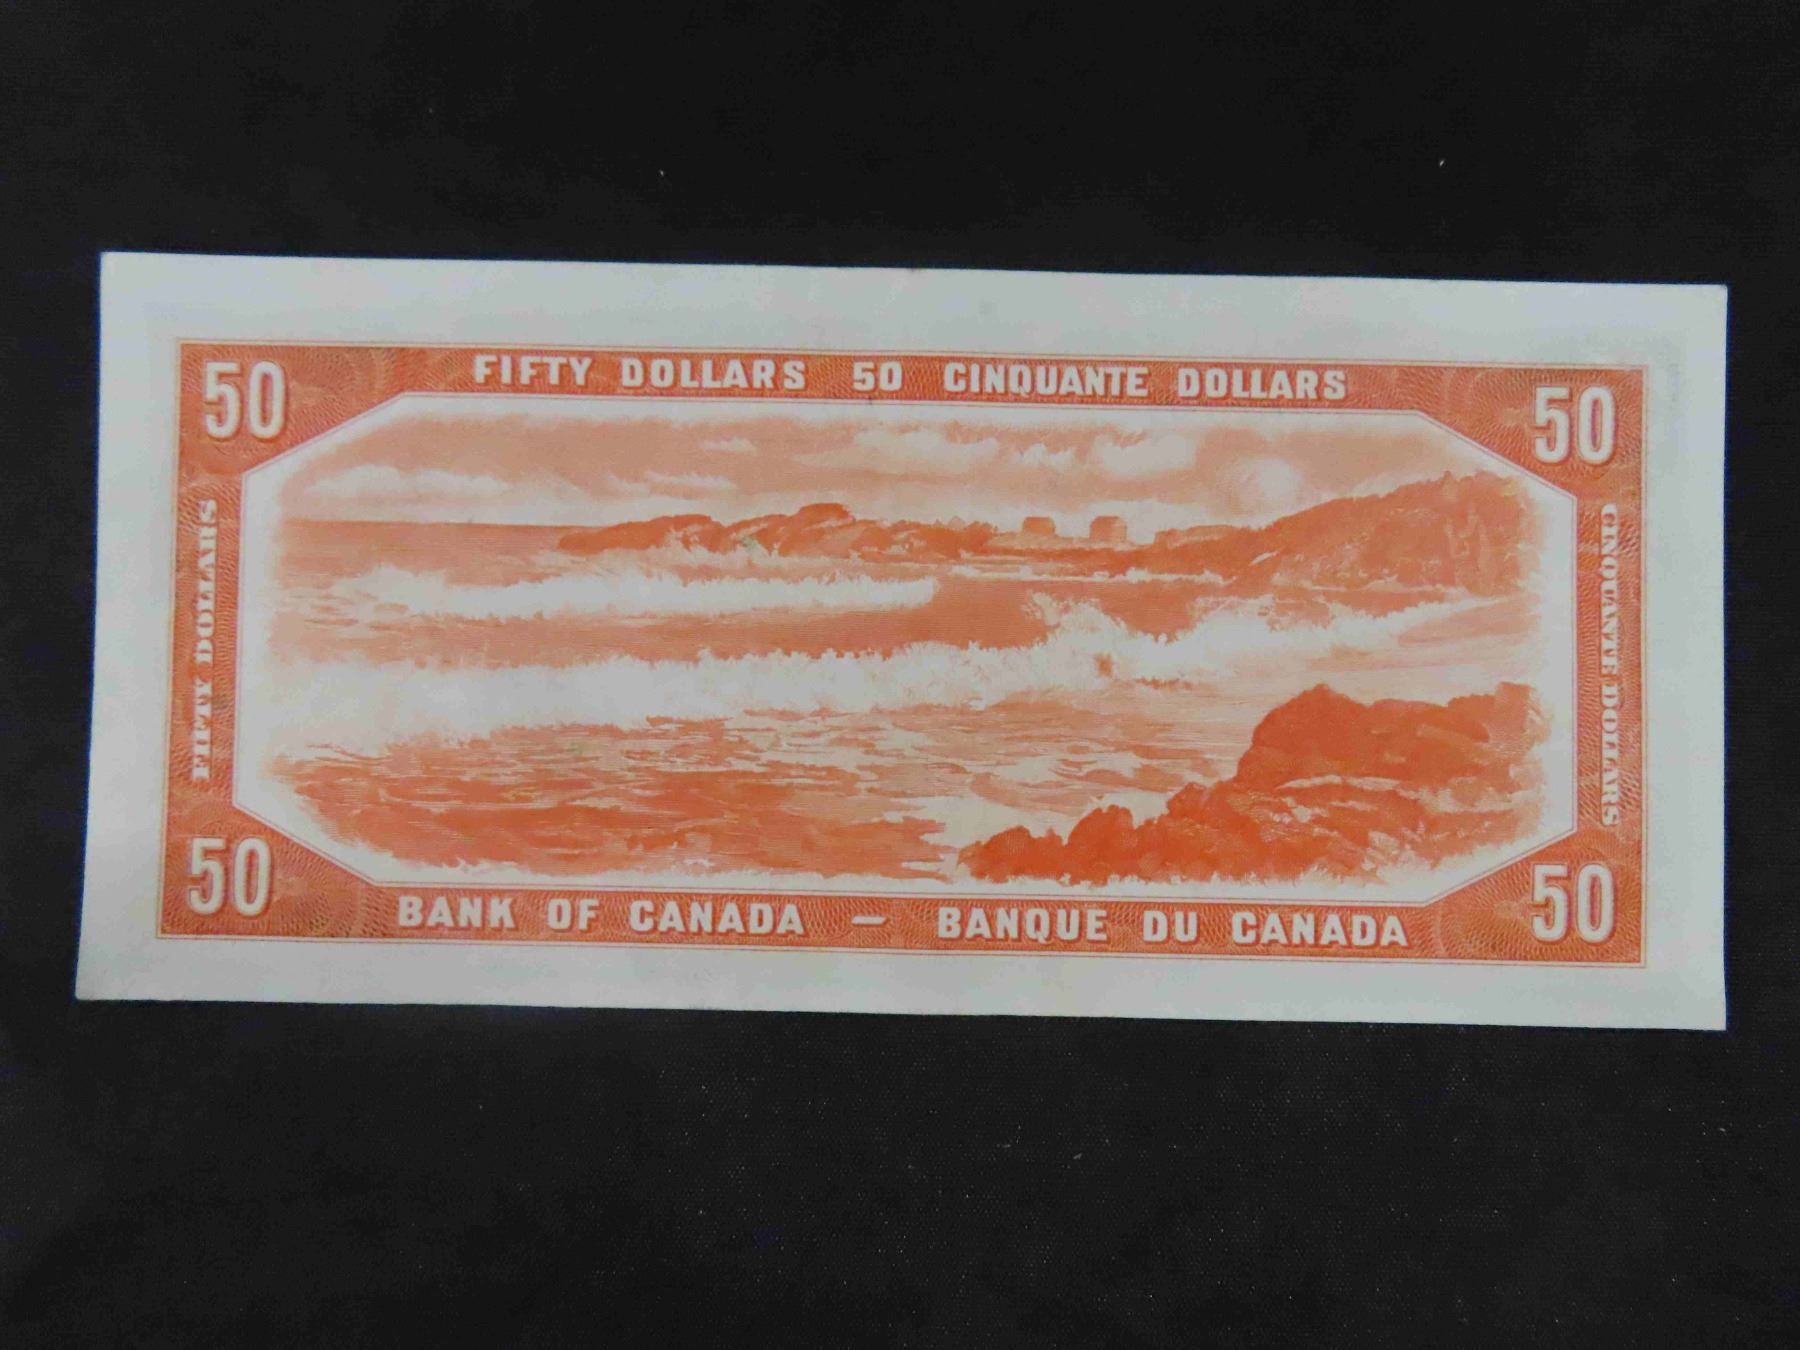 50 FIFTY DOLLARS 50 CINQUANTE DOLLARS 50
FIFTY DOLLARS
CINQUANTE DOLLARS
50 BANK OF CANADA — BANQUE DU CANADA 50